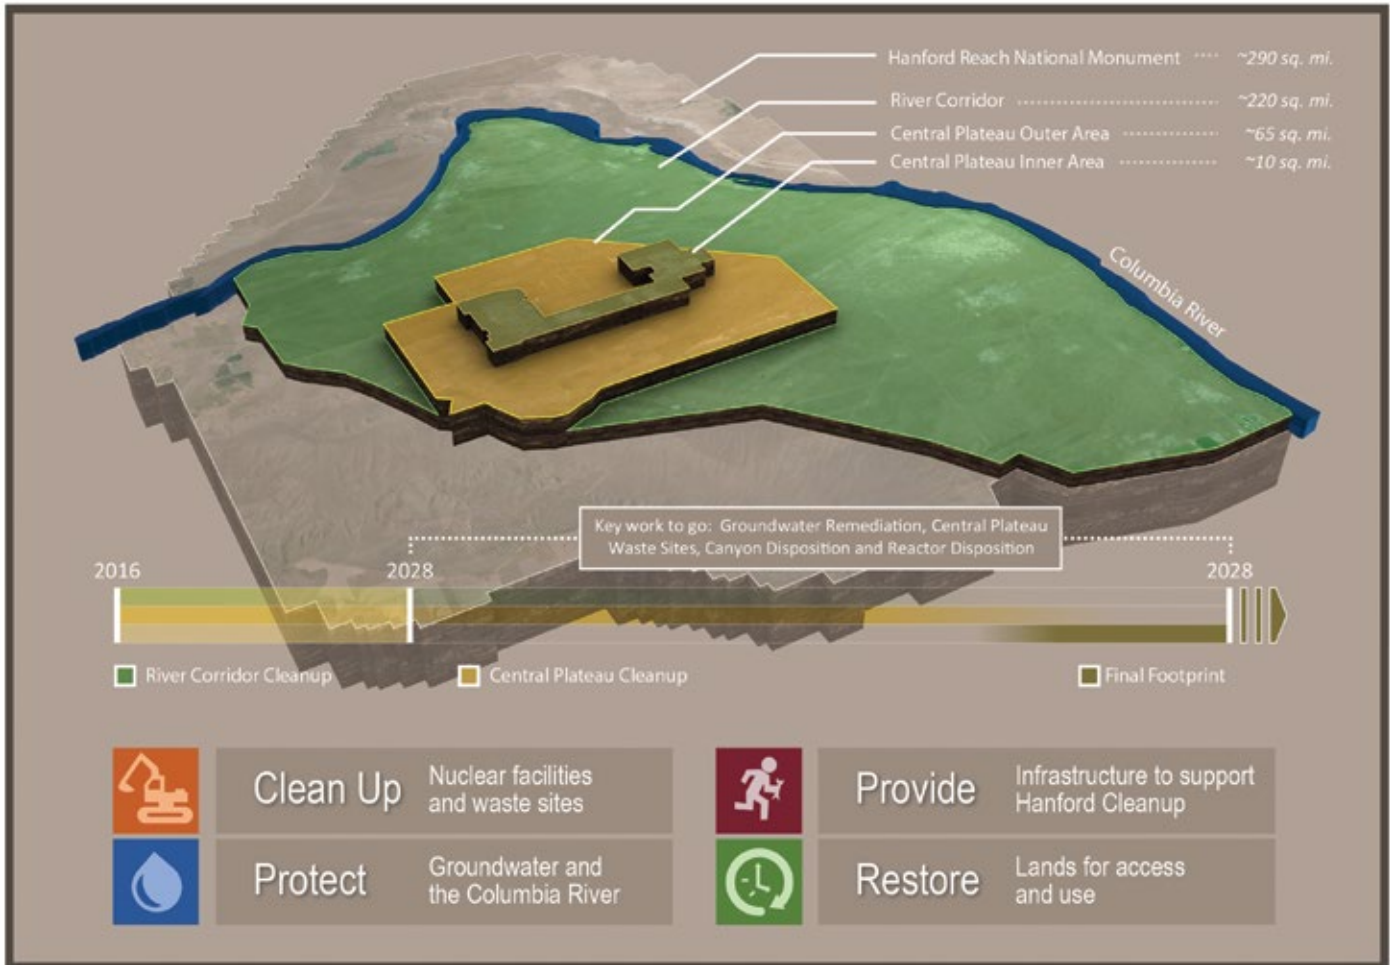 Hanford Reach National Monument ~290 sq. mi.
River Corridor ~220 sq. mi.
Central Plateau Outer Area ~65 sq. mi.
Central Plateau Inner Area ~10 sq. mi.
Columbia River
Key work to go: Groundwater Remediation, Central Plateau
Waste Sites, Canyon Disposition and Reactor Disposition
2016 2028 2028
River Corridor Cleanup Central Plateau Cleanup Final Footprint
Clean Up
Nuclear facilities
and waste sites
Provide
Infrastructure to support
Hanford Cleanup
Protect
Groundwater and
the Columbia River
Restore
Lands for access
and use